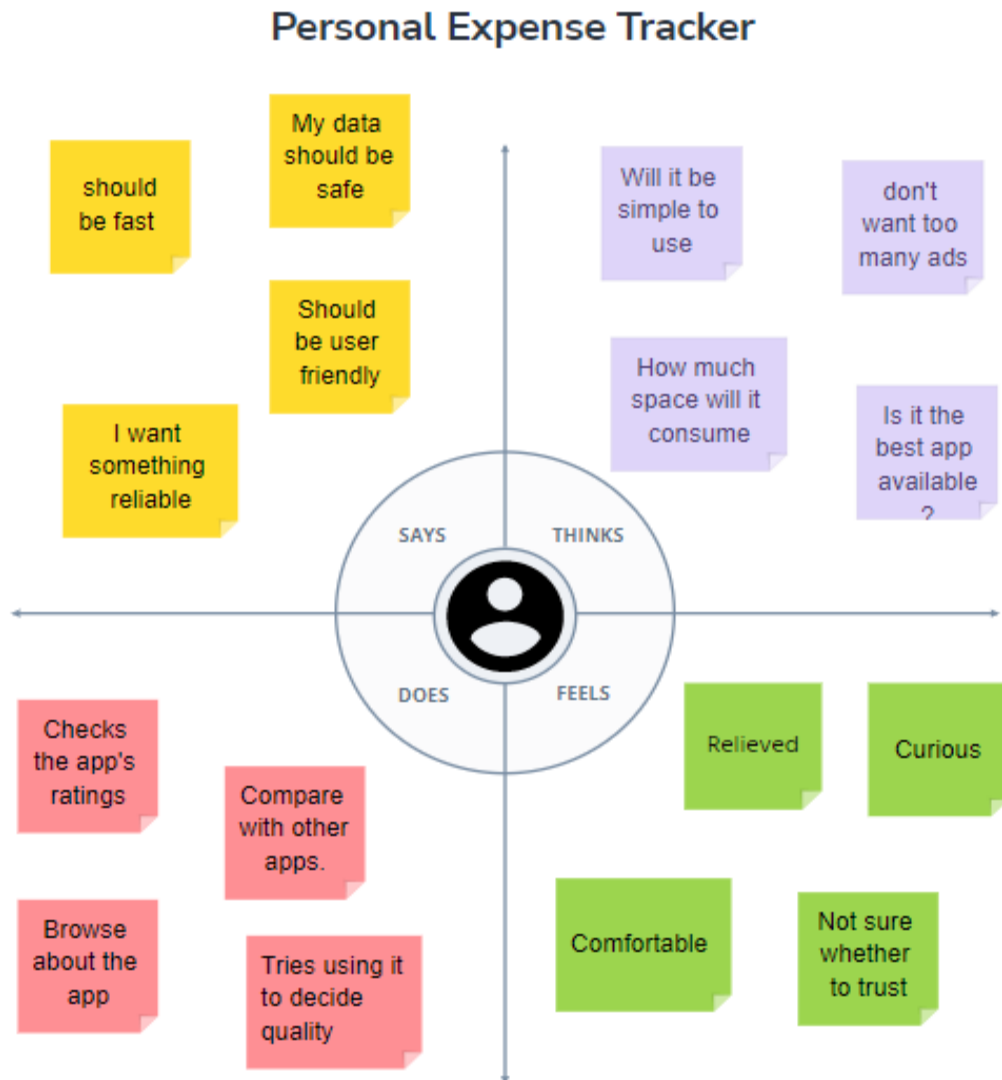 Personal Expense Tracker
should
be fast
My data
should be
safe
Should
be user
friendly
I want
something
reliable
Will it be
simple to
use
don't
want too
many ads
How much
space will it
consume
Is it the
best app
available
?
SAYS
THINKS
DOES
FEELS
Checks
the app's
ratings
Compare
with other
apps.
Browse
about the
app
Tries using it
to decide
quality
Relieved
Curious
Comfortable
Not sure
whether
to trust